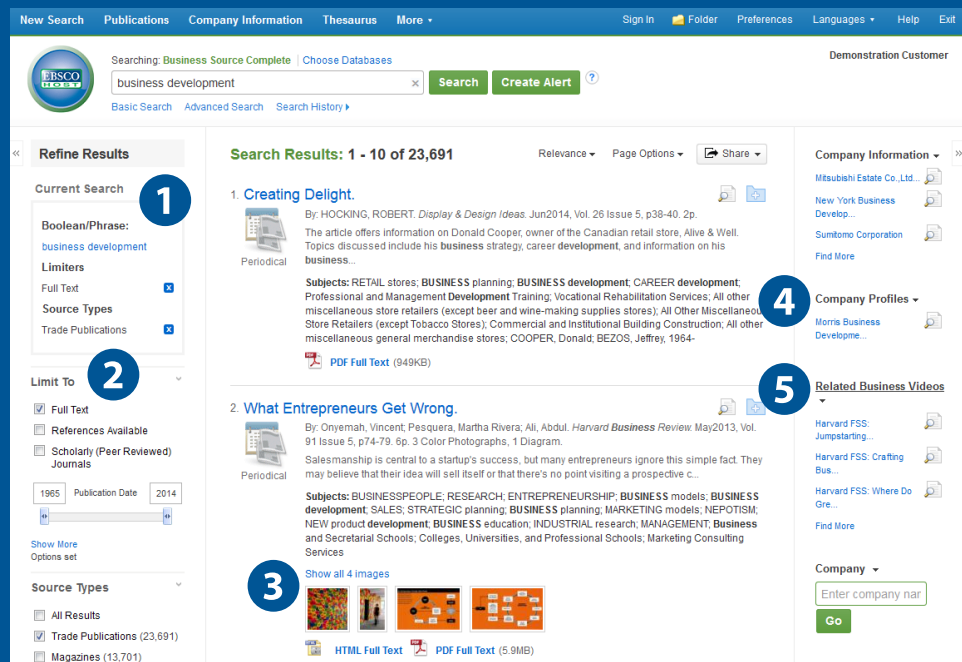 New Search Publications Company Information Thesaurus More
Sign In Folder Preferences Languages Help Exit
EBSCO
HOST
Searching: Business Source Complete Choose Databases
business development
×
Search
Create Alert
?
Basic Search Advanced Search Search History
Demonstration Customer
«
Refine Results
Current Search
1
Boolean/Phrase:
business development
Limiters
Full Text x
Source Types
Trade Publications x
Limit To
2
Full Text
References Available
Scholarly (Peer Reviewed)
Journals
1965 Publication Date 2014
Show More
Options set
Source Types
All Results
Trade Publications (23,691)
Magazines (13,701)
Search Results: 1 - 10 of 23,691
Relevance Page Options Share
1. Creating Delight.
Periodical
By: HOCKING, ROBERT. Display & Design Ideas. Jun2014, Vol. 26 Issue 5, p38-40. 2p.
The article offers information on Donald Cooper, owner of the Canadian retail store, Alive & Well.
Topics discussed include his business strategy, career development, and information on his
business...
Subjects: RETAIL stores; BUSINESS planning; BUSINESS development; CAREER development;
Professional and Management Development Training; Vocational Rehabilitation Services; All other
miscellaneous store retailers (except beer and wine-making supplies stores); All Other Miscellaneou
Store Retailers (except Tobacco Stores); Commercial and Institutional Building Construction; All other
miscellaneous general merchandise stores; COOPER, Donald; BEZOS, Jeffrey, 1964-
PDF Full Text (949KB)
2. What Entrepreneurs Get Wrong.
Periodical
By: Onyemah, Vincent; Pesquera, Martha Rivera; Ali, Abdul. Harvard Business Review. May2013, Vol.
91 Issue 5, p74-79. 6p. 3 Color Photographs, 1 Diagram.
Salesmanship is central to a startup's success, but many entrepreneurs ignore this simple fact. They
may believe that their idea will sell itself or that there's no point visiting a prospective c...
Subjects: BUSINESSPEOPLE; RESEARCH; ENTREPRENEURSHIP; BUSINESS models; BUSINESS
development; SALES; STRATEGIC planning; BUSINESS planning; MARKETING models; NEPOTISM;
NEW product development; BUSINESS education; INDUSTRIAL research; MANAGEMENT; Business
and Secretarial Schools; Colleges, Universities, and Professional Schools; Marketing Consulting
Services
3
Show all 4 images
HTML Full Text PDF Full Text (5.9MB)
»
Company Information
Mitsubishi Estate Co.,Ltd...
New York Business
Develop...
Sumitomo Corporation
Find More
4
Company Profiles
Morris Business
Developme...
5
Related Business Videos
Harvard FSS:
Jumpstarting...
Harvard FSS: Crafting
Bus...
Harvard FSS: Where Do
Gre...
Find More
Company
Enter company nar
Go